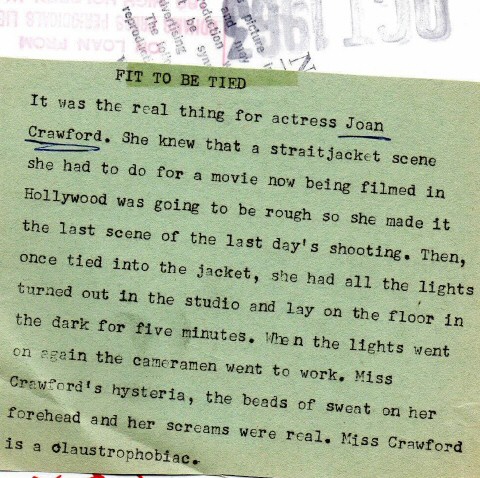 OCT 1963
FOR LOAN FROM
FIT TO BE TIED
It was the real thing for actress Joan
Crawford. She knew that a straitjacket scene
she had to do for a movie now being filmed in
Hollywood was going to be rough so she made it
the last scene of the last day's shooting. Then,
once tied into the jacket, she had all the lights
turned out in the studio and lay on the floor in
the dark for five minutes. When the lights went
on again the cameramen went to work. Miss
Crawford's hysteria, the beads of sweat on her
forehead and her screams were real. Miss Crawford
is a claustrophobiac.